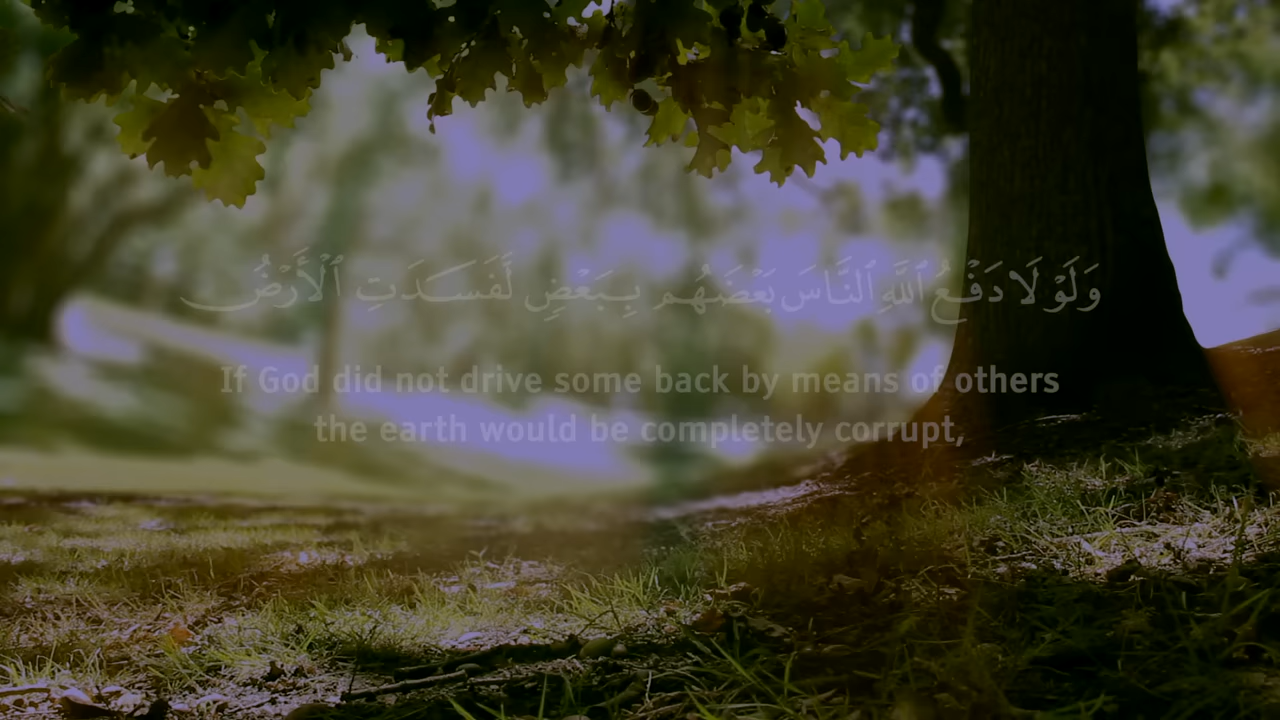 وَلَوْلَا دَفْعُ ٱللَّهِ ٱلنَّاسَ بَعْضَهُم بِبَعْضٍ لَّفَسَدَتِ ٱلْأَرْضُ
If God did not drive some back by means of others
the earth would be completely corrupt,